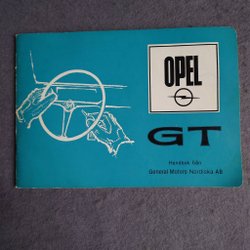 OPEL
GT
Handbok från
General Motors Nordiska AB